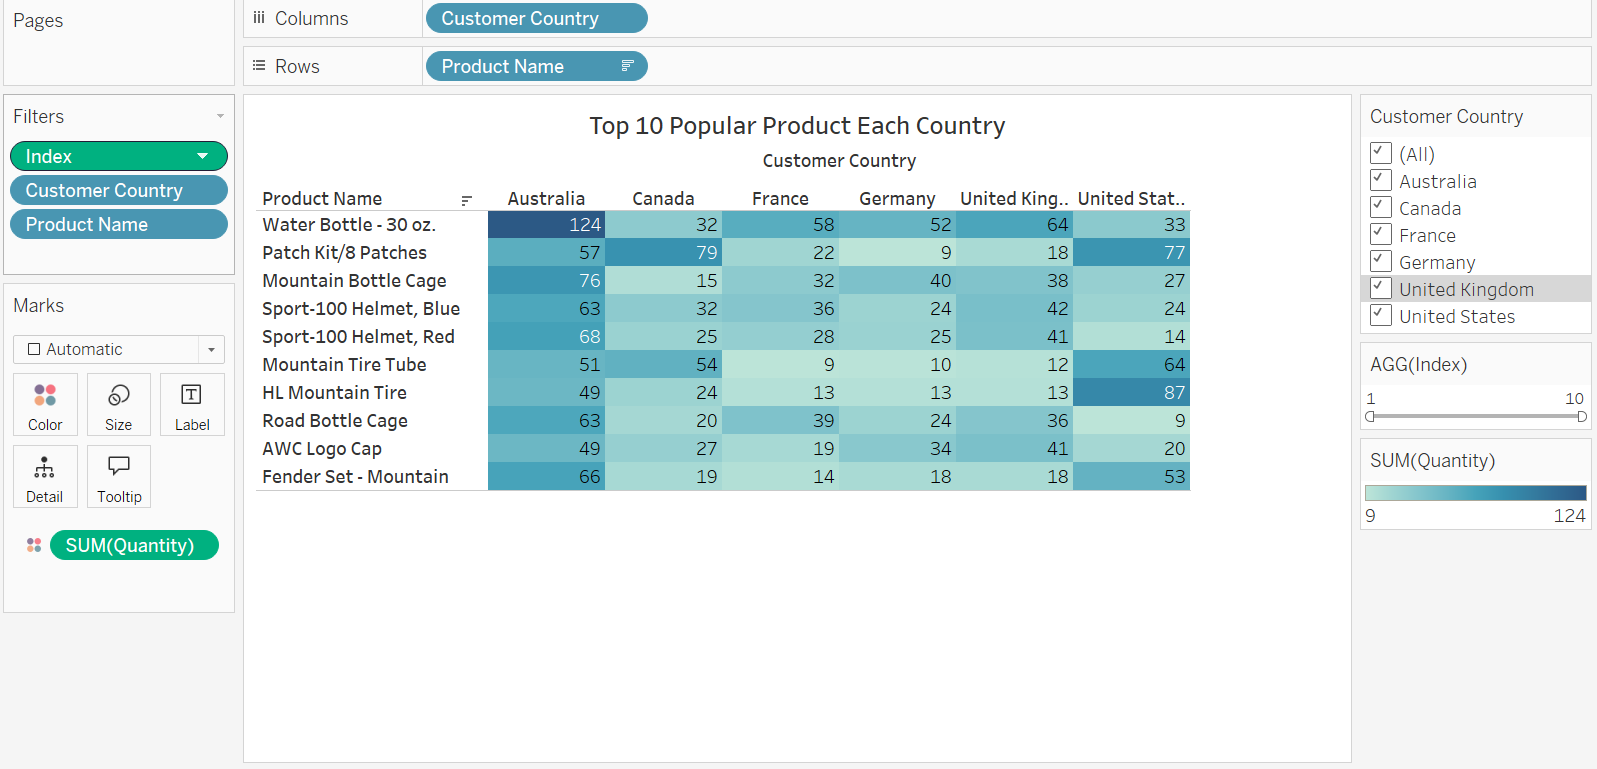 Pages
Columns
Customer Country
Rows
Product Name
Filters
Index
Customer Country
Product Name
Marks
Automatic
Color
Size
Label
Detail
Tooltip
SUM(Quantity)
Top 10 Popular Product Each Country
Customer Country
Product Name Australia Canada France Germany United King.. United Stat..
Water Bottle - 30 oz. 124 32 58 52 64 33
Patch Kit/8 Patches 57 79 22 9 18 77
Mountain Bottle Cage 76 15 32 40 38 27
Sport-100 Helmet, Blue 63 32 36 24 42 24
Sport-100 Helmet, Red 68 25 28 25 41 14
Mountain Tire Tube 51 54 9 10 12 64
HL Mountain Tire 49 24 13 13 13 87
Road Bottle Cage 63 20 39 24 36 9
AWC Logo Cap 49 27 19 34 41 20
Fender Set - Mountain 66 19 14 18 18 53
Customer Country
(All)
Australia
Canada
France
Germany
United Kingdom
United States
AGG(Index)
1 10
SUM(Quantity)
9 124